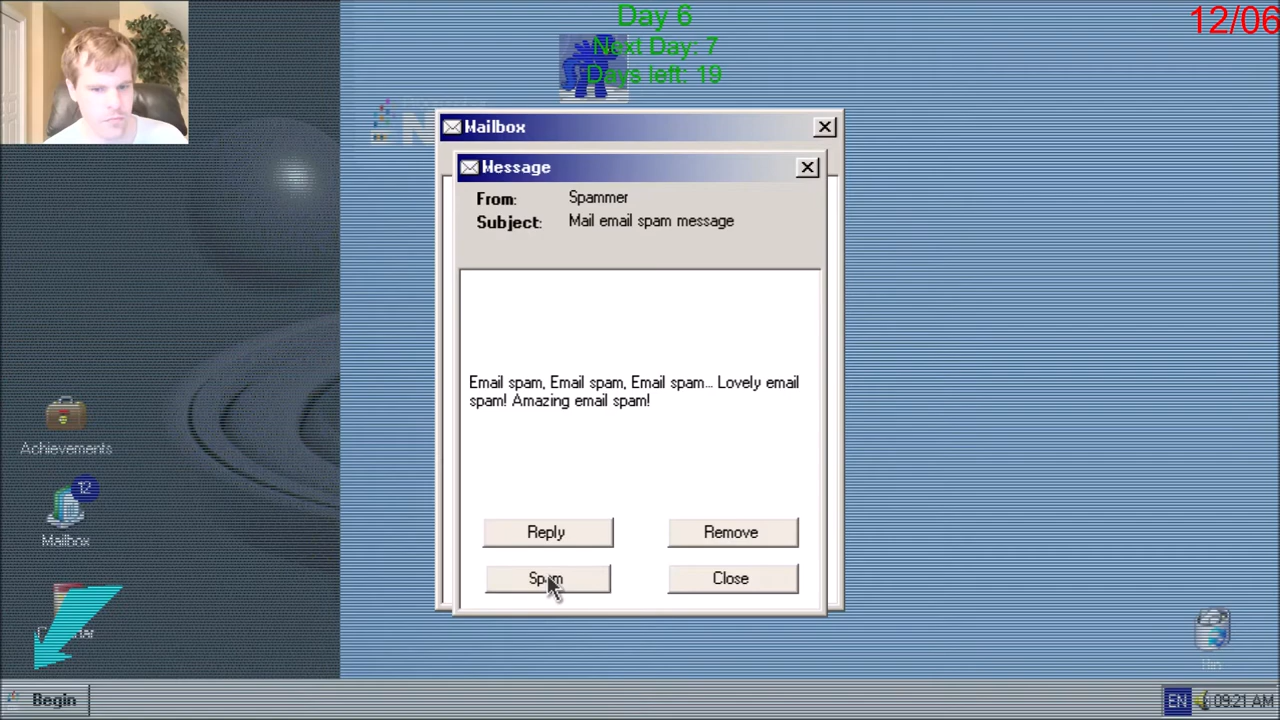 Day 6
12/06
Next Day: 7
Days left: 19
Mailbox
Message
From: Spammer
Subject: Mail email spam message
Email spam, Email spam, Email spam... Lovely email
spam! Amazing email spam!
Reply
Remove
Spam
Close
Achievements
12
Mailbox
Bin
Begin
EN
09:21 AM